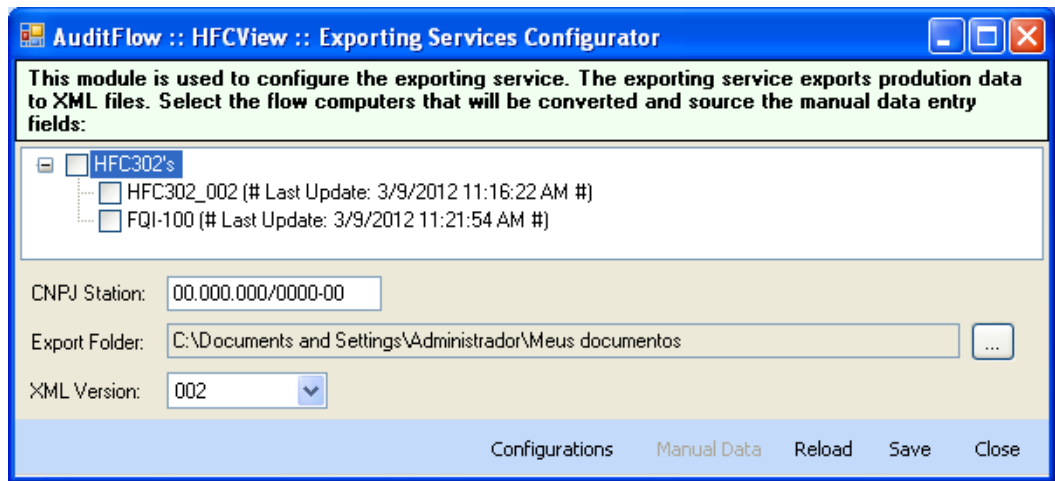 AuditFlow :: HFCView :: Exporting Services Configurator
This module is used to configure the exporting service. The exporting service exports prodution data
to XML files. Select the flow computers that will be converted and source the manual data entry
fields:
HFC302's
HFC302_002 (# Last Update: 3/9/2012 11:16:22 AM #)
FQI-100 (# Last Update: 3/9/2012 11:21:54 AM #)
CNPJ Station: 00.000.000/0000-00
Export Folder: C:\Documents and Settings\Administrador\Meus documentos ...
XML Version: 002
Configurations Manual Data Reload Save Close